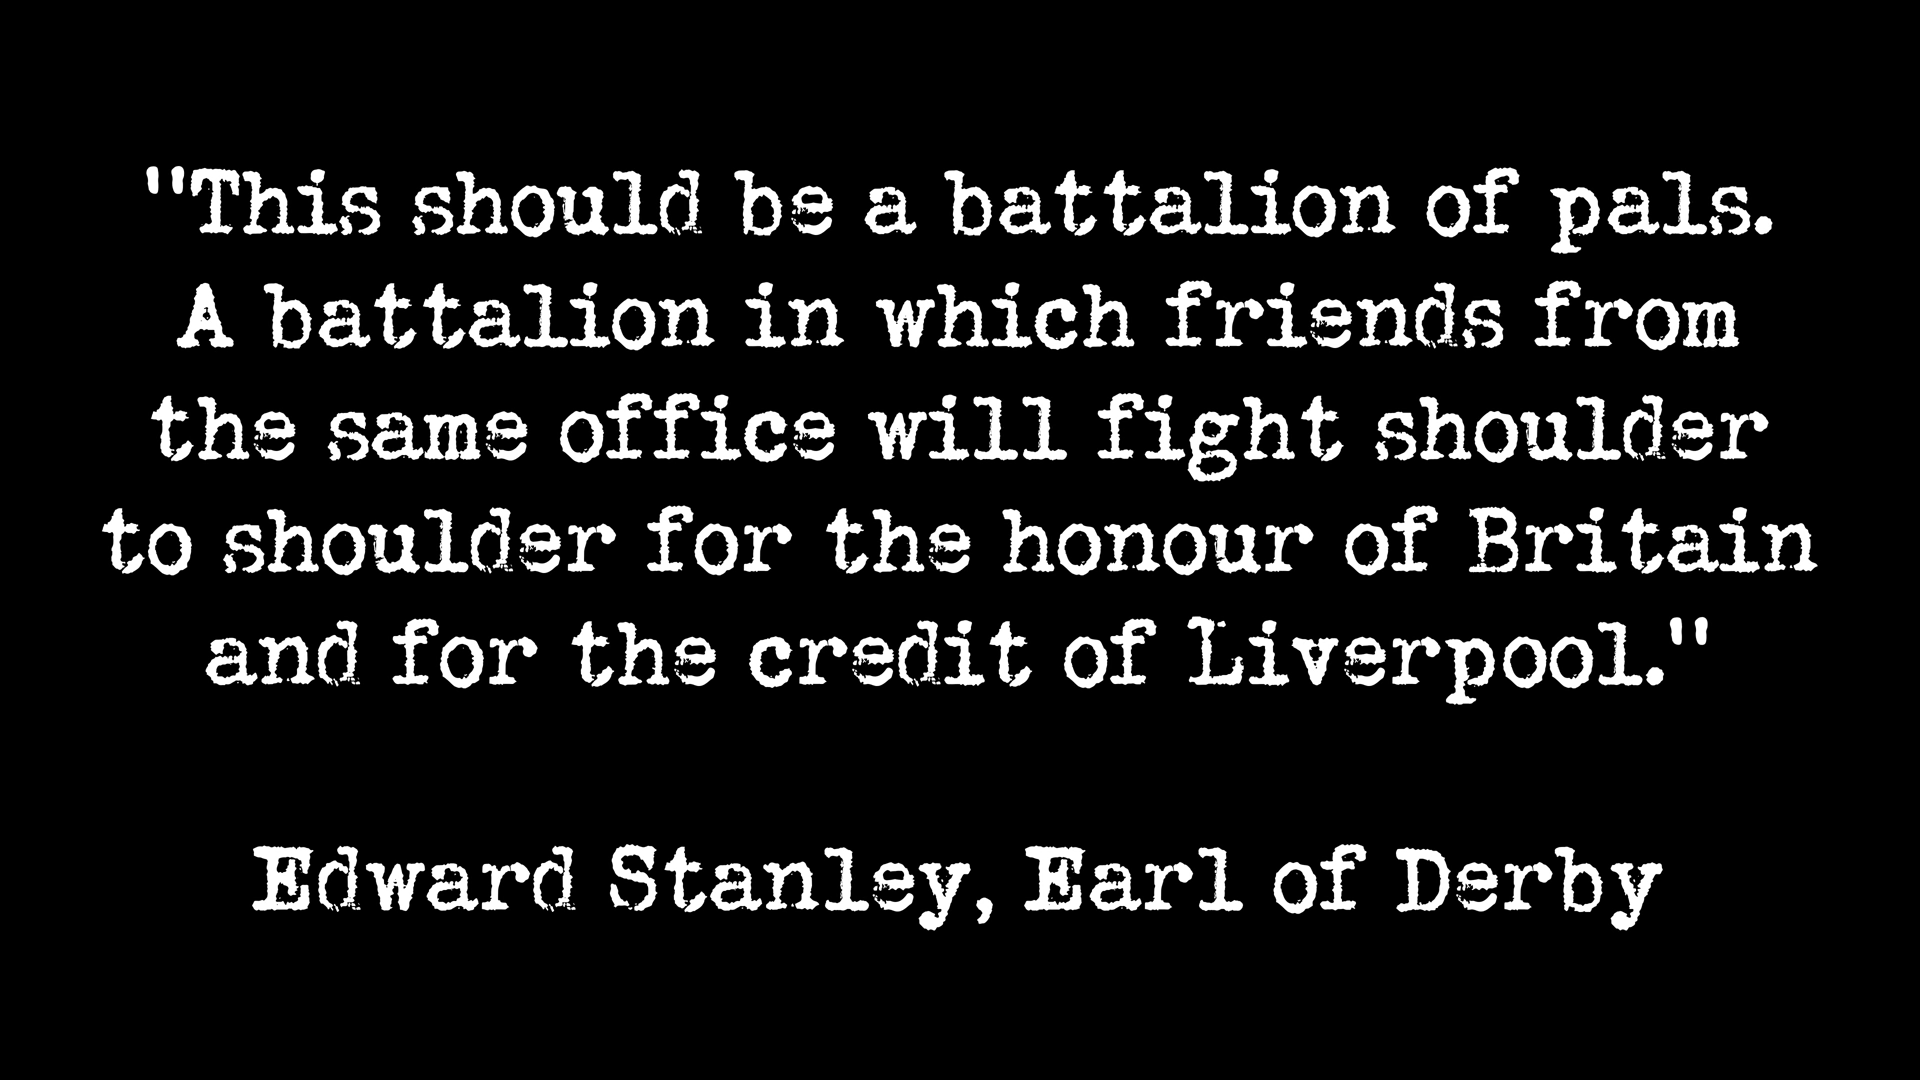 "This should be a battalion of pals.
A battalion in which friends from
the same office will fight shoulder
to shoulder for the honour of Britain
and for the credit of Liverpool."
Edward Stanley, Earl of Derby